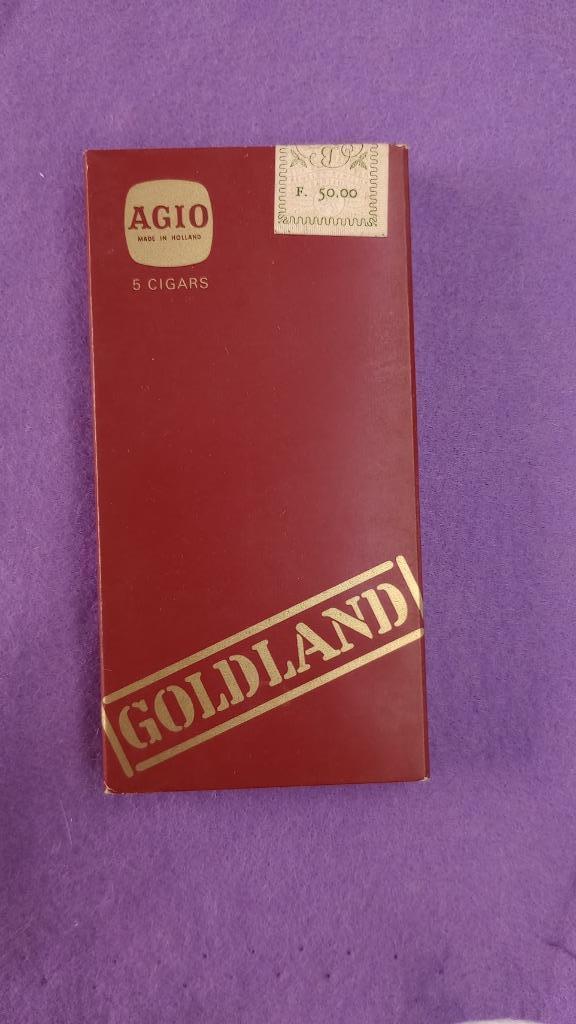 AGIO
MADE IN HOLLAND
5 CIGARS
F. 50.00
GOLDLAND